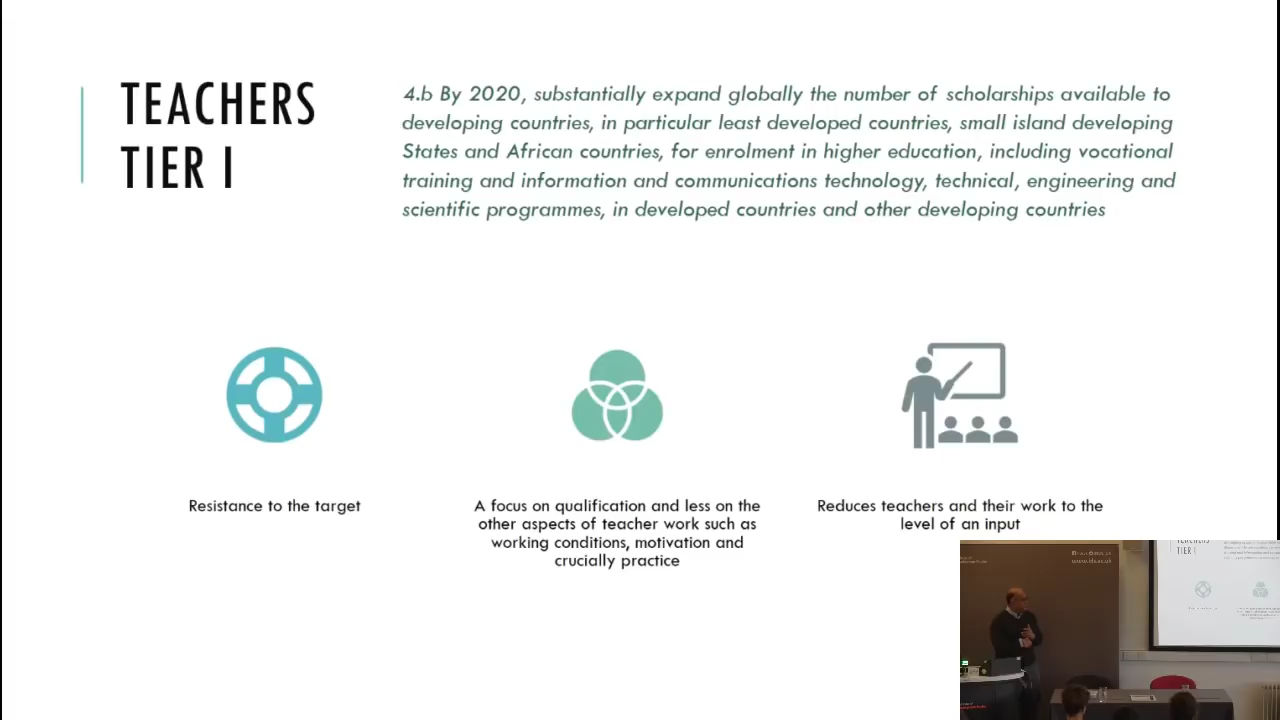 TEACHERS
TIER I
4.b By 2020, substantially expand globally the number of scholarships available to
developing countries, in particular least developed countries, small island developing
States and African countries, for enrolment in higher education, including vocational
training and information and communications technology, technical, engineering and
scientific programmes, in developed countries and other developing countries
Resistance to the target
A focus on qualification and less on the
other aspects of teacher work such as
working conditions, motivation and
crucially practice
Reduces teachers and their work to the
level of an input
TIER I